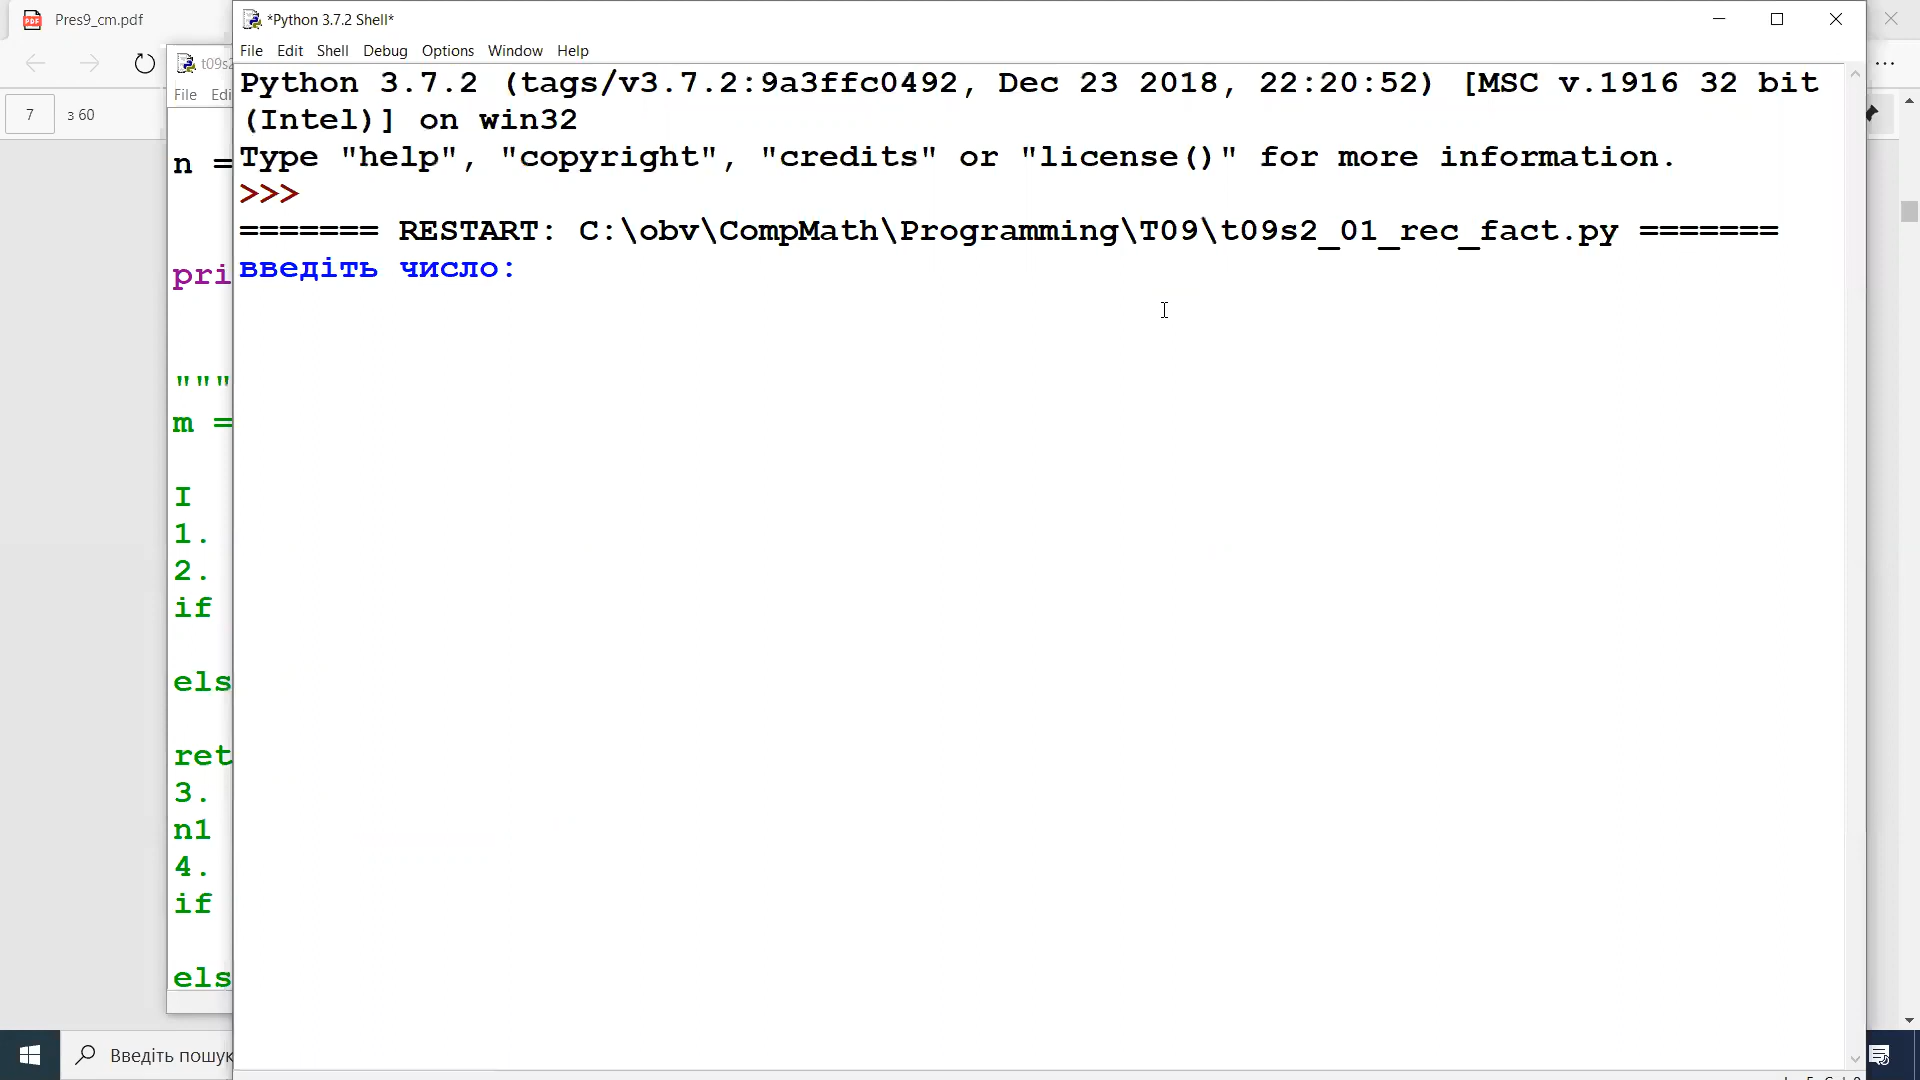 Pres9_cm.pdf
*Python 3.7.2 Shell*
File Edit Shell Debug Options Window Help
t09s2
File Edi
7 з 60
Python 3.7.2 (tags/v3.7.2:9a3ffc0492, Dec 23 2018, 22:20:52) [MSC v.1916 32 bit
(Intel)] on win32
Type "help", "copyright", "credits" or "license()" for more information.
>>>
======= RESTART: C:\obv\CompMath\Programming\T09\t09s2_01_rec_fact.py =======
введіть число:
n =
pri
"""
m =
I
1.
2.
if
els
ret
3.
n1
4.
if
els
Введіть пошук